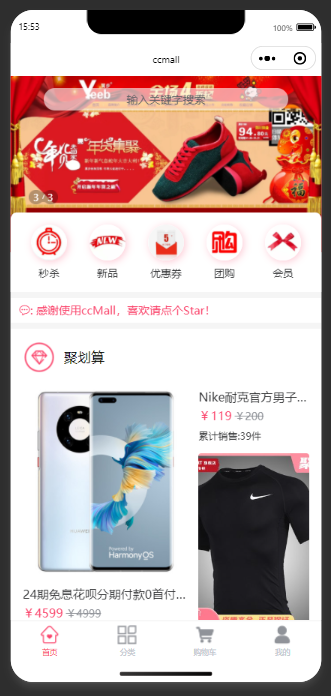 15:53
100%
ccmall
Yeeb
输入关键字搜索
年货
年货集聚
94
3 / 3
NEW
5
秒杀
新品
优惠券
团购
会员
: 感谢使用ccMall，喜欢请点个Star！
聚划算
HUAWEI
Powered by
HarmonyOS
24期免息花呗分期付款0首付...
￥4599 ￥4999
Nike耐克官方男子...
￥119 ￥200
累计销售:39件
首页
分类
购物车
我的